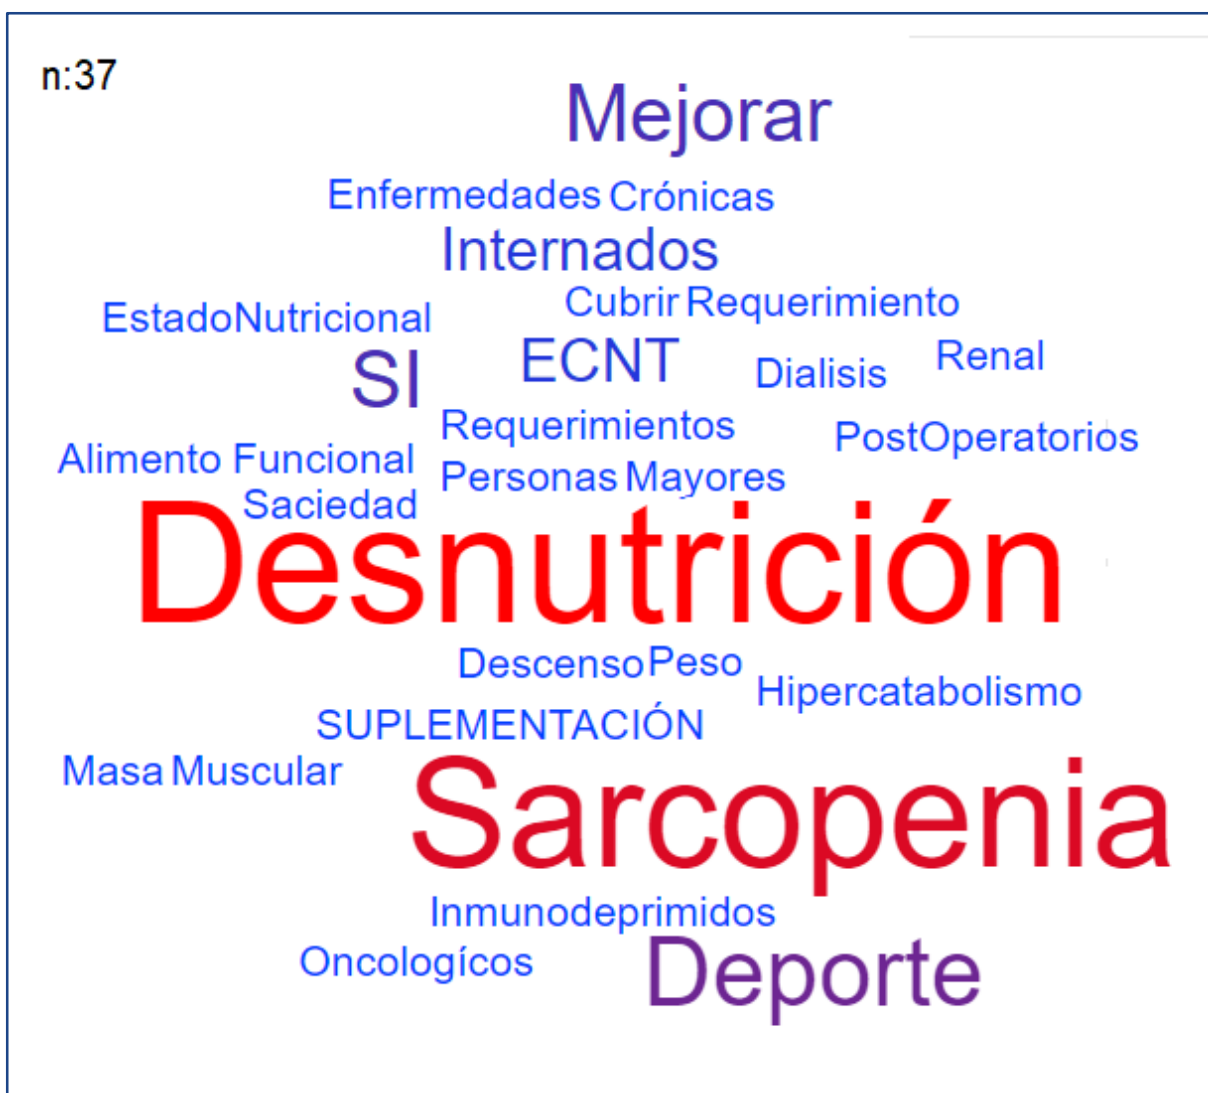 n:37
Mejorar
Enfermedades Crónicas
Internados
Cubrir Requerimiento
EstadoNutricional
SI
ECNT
Dialisis
Renal
Requerimientos
PostOperatorios
Alimento Funcional
Personas Mayores
Saciedad
Desnutrición
DescensoPeso
Hipercatabolismo
SUPLEMENTACIÓN
Masa Muscular
Sarcopenia
Inmunodeprimidos
Oncologícos
Deporte